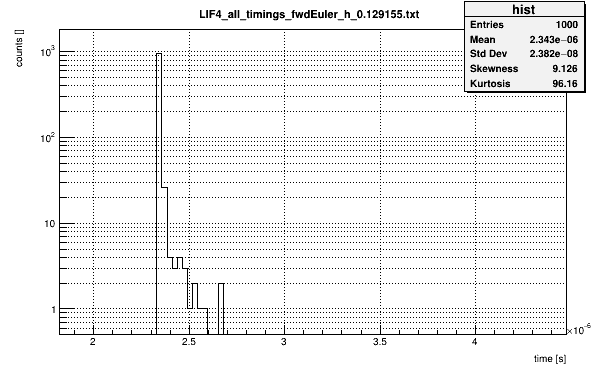 LIF4_all_timings_fwdEuler_h_0.129155.txt
hist
Entries 1000
Mean 2.343e−06
Std Dev 2.382e−08
Skewness 9.126
Kurtosis 96.16
counts []
10³
10²
10
1
2 2.5 3 3.5 4
×10⁻⁶
time [s]